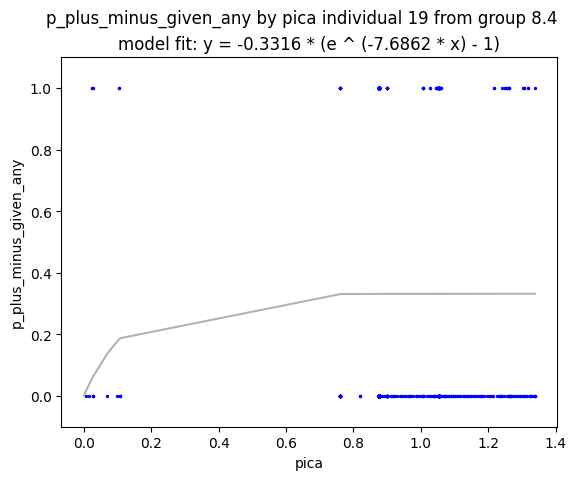 p_plus_minus_given_any by pica individual 19 from group 8.4
model fit: y = -0.3316 * (e ^ (-7.6862 * x) - 1)
p_plus_minus_given_any
1.0
0.8
0.6
0.4
0.2
0.0
0.0 0.2 0.4 0.6 0.8 1.0 1.2 1.4
pica